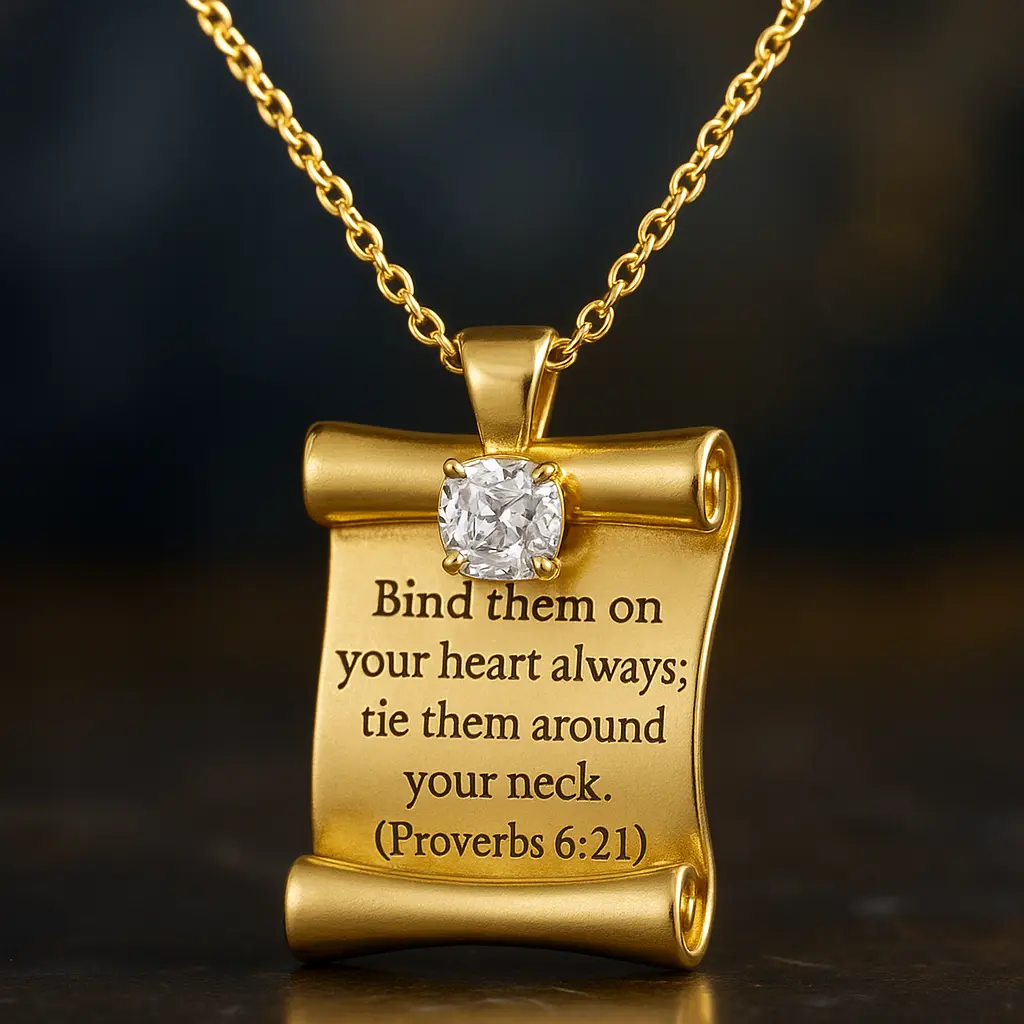 Bind them on
your heart always;
tie them around
your neck.
(Proverbs 6:21)